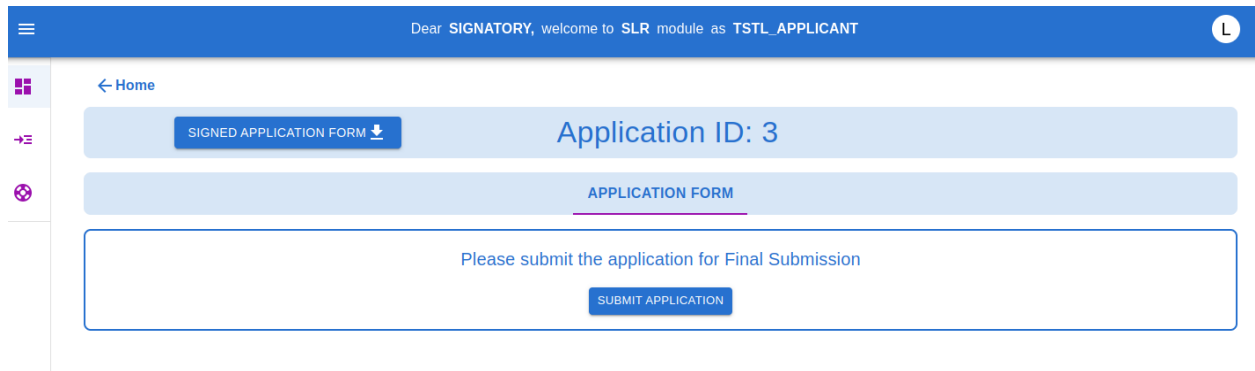 Dear SIGNATORY, welcome to SLR module as TSTL_APPLICANT
L
Home
SIGNED APPLICATION FORM
Application ID: 3
APPLICATION FORM
Please submit the application for Final Submission
SUBMIT APPLICATION